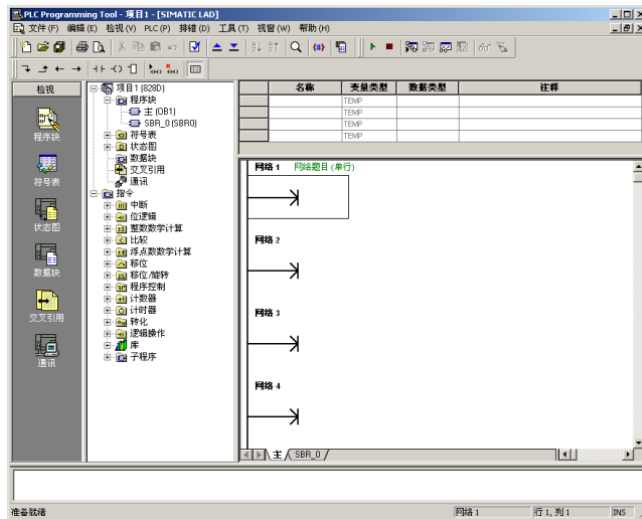 PLC Programming Tool - 项目1 - [SIMATIC LAD]
文件(F) 编辑(E) 检视(V) PLC(P) 排错(D) 工具(T) 视窗(W) 帮助(H)
检视
程序块
符号表
状态图
数据块
交叉引用
通讯
项目1 (828D)
程序块
主 (OB1)
SBR_0 (SBR0)
符号表
状态图
数据块
交叉引用
通讯
指令
中断
位逻辑
整数数学计算
比较
浮点数数学计算
移位
移位/旋转
程序控制
计数器
计时器
转化
逻辑操作
库
子程序
名称 变量类型 数据类型 注释
TEMP
TEMP
TEMP
TEMP
网络 1 网络题目 (单行)
网络 2
网络 3
网络 4
主 SBR_0
准备就绪 网络 1 行 1, 列 1 INS